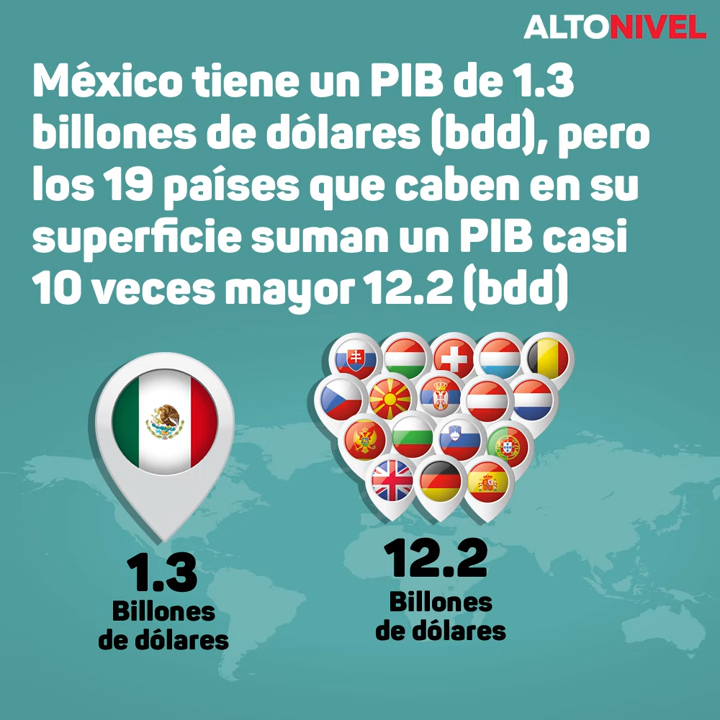 ALTONIVEL
México tiene un PIB de 1.3
billones de dólares (bdd), pero
los 19 países que caben en su
superficie suman un PIB casi
10 veces mayor 12.2 (bdd)
1.3
Billones
de dólares
12.2
Billones
de dólares